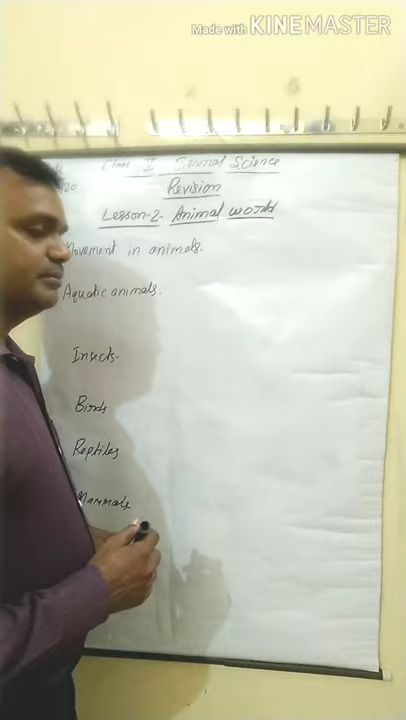 Made with KINEMASTER
Class I General Science
20
Revision
Lesson-2- Animal world
Movement in animals.
Aquatic animals.
Insects.
Birds
Reptiles
Mammals